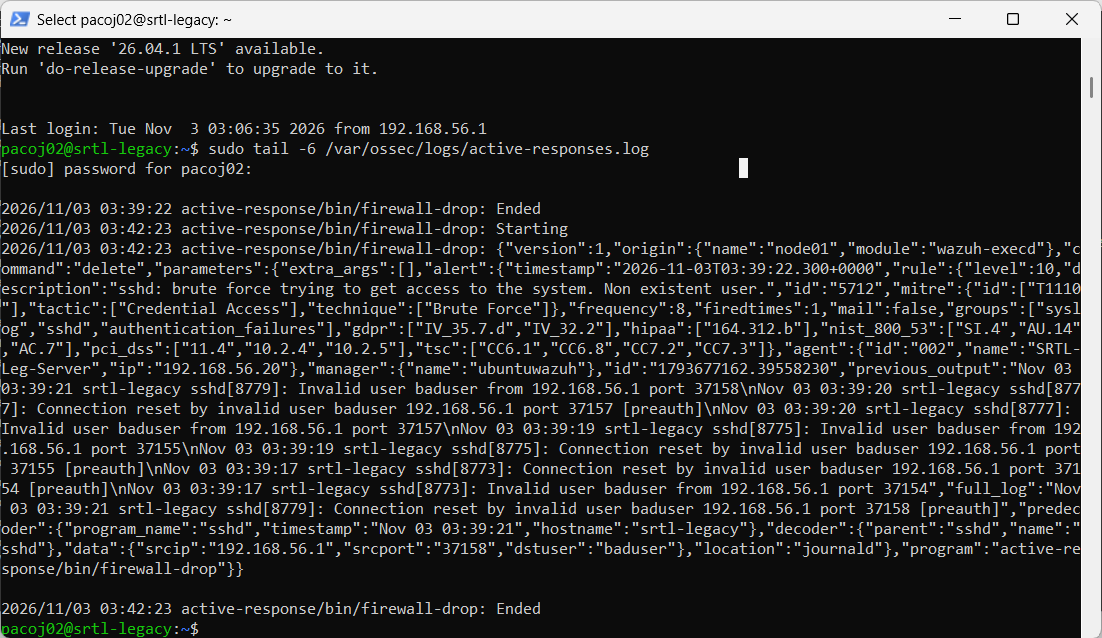 Select pacoj02@srtl-legacy: ~
New release '26.04.1 LTS' available.
Run 'do-release-upgrade' to upgrade to it.
Last login: Tue Nov  3 03:06:35 2026 from 192.168.56.1
pacoj02@srtl-legacy:~$ sudo tail -6 /var/ossec/logs/active-responses.log
[sudo] password for pacoj02:
2026/11/03 03:39:22 active-response/bin/firewall-drop: Ended
2026/11/03 03:42:23 active-response/bin/firewall-drop: Starting
2026/11/03 03:42:23 active-response/bin/firewall-drop: {"version":1,"origin":{"name":"node01","module":"wazuh-execd"},"c
ommand":"delete","parameters":{"extra_args":[],"alert":{"timestamp":"2026-11-03T03:39:22.300+0000","rule":{"level":10,"d
escription":"sshd: brute force trying to get access to the system. Non existent user.","id":"5712","mitre":{"id":["T1110
"],"tactic":["Credential Access"],"technique":["Brute Force"]},"frequency":8,"firedtimes":1,"mail":false,"groups":["sysl
og","sshd","authentication_failures"],"gdpr":["IV_35.7.d","IV_32.2"],"hipaa":["164.312.b"],"nist_800_53":["SI.4","AU.14"
,"AC.7"],"pci_dss":["11.4","10.2.4","10.2.5"],"tsc":["CC6.1","CC6.8","CC7.2","CC7.3"]},"agent":{"id":"002","name":"SRTL-
Leg-Server","ip":"192.168.56.20"},"manager":{"name":"ubuntuwazuh"},"id":"1793677162.39558230","previous_output":"Nov 03
03:39:21 srtl-legacy sshd[8779]: Invalid user baduser from 192.168.56.1 port 37158\nNov 03 03:39:20 srtl-legacy sshd[877
7]: Connection reset by invalid user baduser 192.168.56.1 port 37157 [preauth]\nNov 03 03:39:20 srtl-legacy sshd[8777]:
Invalid user baduser from 192.168.56.1 port 37157\nNov 03 03:39:19 srtl-legacy sshd[8775]: Invalid user baduser from 192
.168.56.1 port 37155\nNov 03 03:39:19 srtl-legacy sshd[8775]: Connection reset by invalid user baduser 192.168.56.1 port
 37155 [preauth]\nNov 03 03:39:17 srtl-legacy sshd[8773]: Connection reset by invalid user baduser 192.168.56.1 port 371
54 [preauth]\nNov 03 03:39:17 srtl-legacy sshd[8773]: Invalid user baduser from 192.168.56.1 port 37154","full_log":"Nov
 03 03:39:21 srtl-legacy sshd[8779]: Connection reset by invalid user baduser 192.168.56.1 port 37158 [preauth]","predec
oder":{"program_name":"sshd","timestamp":"Nov 03 03:39:21","hostname":"srtl-legacy"},"decoder":{"parent":"sshd","name":"
sshd"},"data":{"srcip":"192.168.56.1","srcport":"37158","dstuser":"baduser"},"location":"journald"},"program":"active-re
sponse/bin/firewall-drop"}}
2026/11/03 03:42:23 active-response/bin/firewall-drop: Ended
pacoj02@srtl-legacy:~$